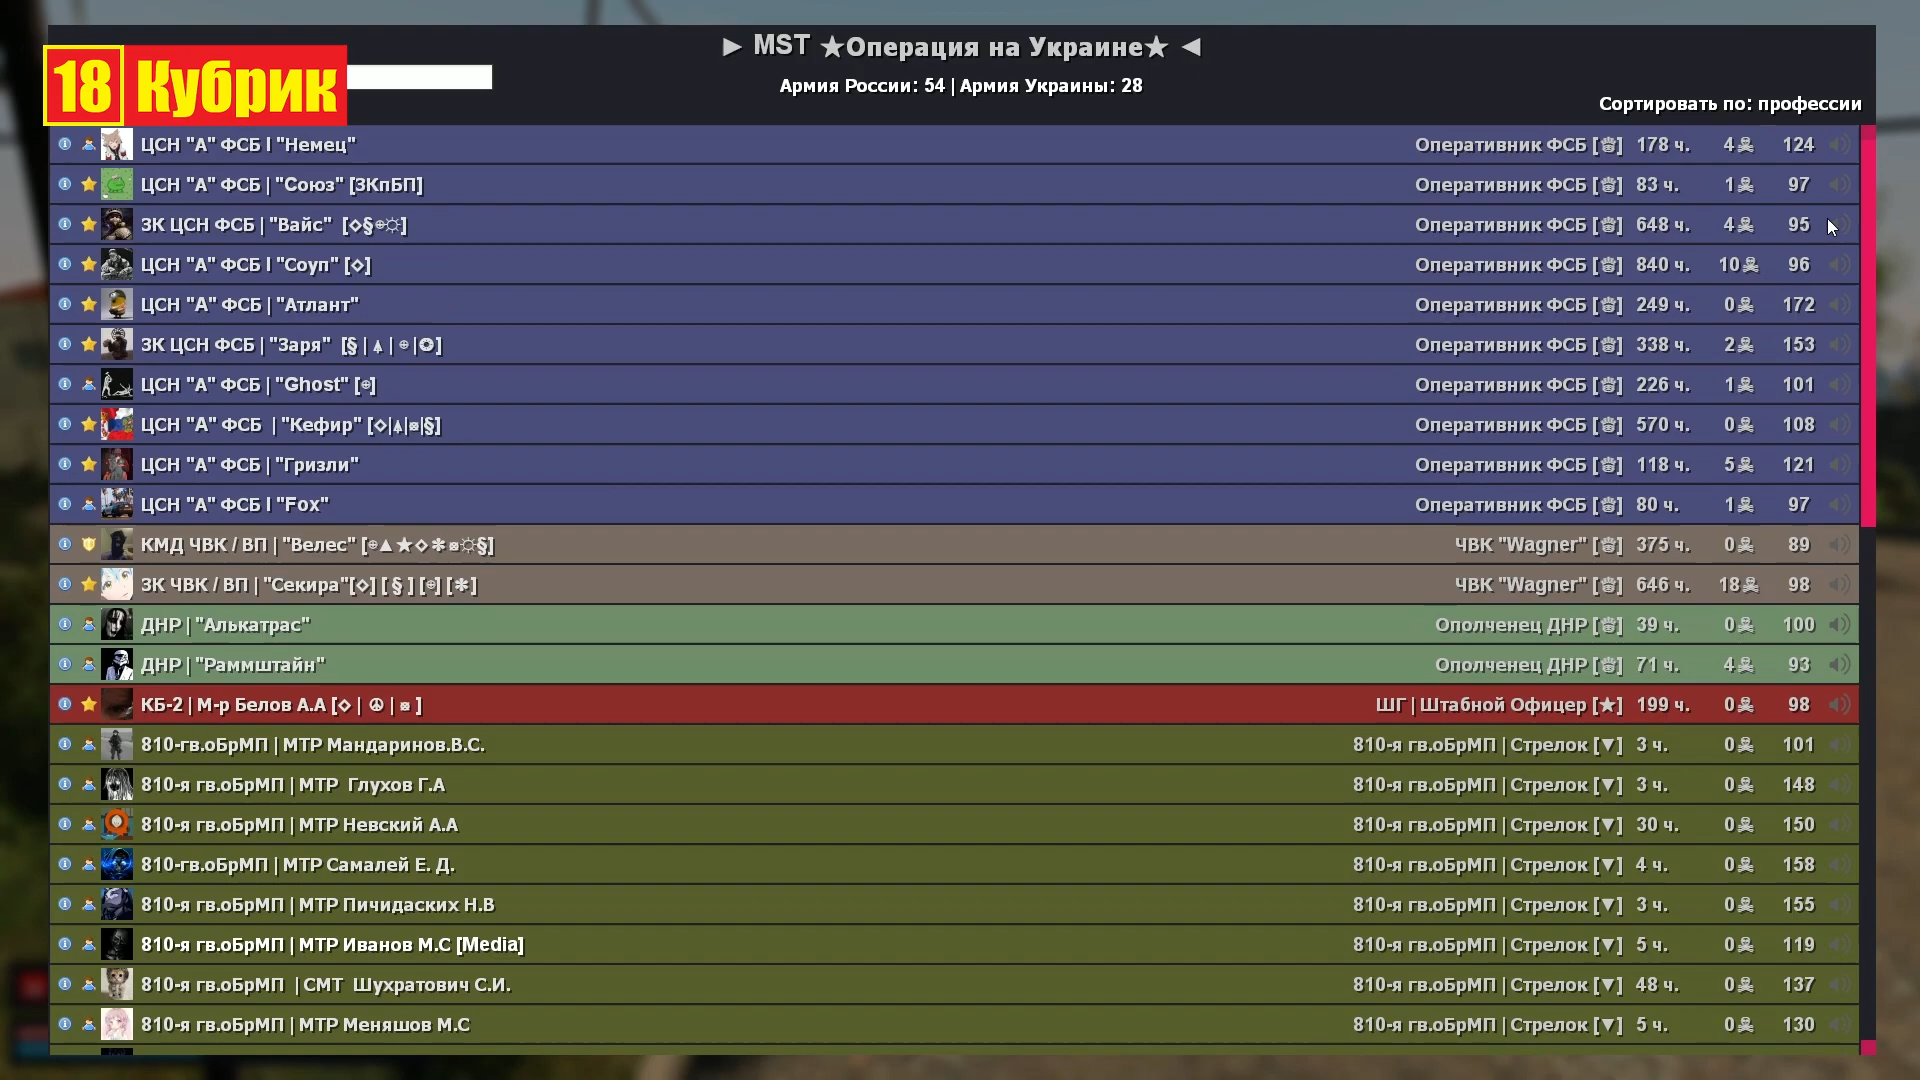 ► MST ★Операция на Украине★ ◄
18 Кубрик
Армия России: 54 | Армия Украины: 28
Сортировать по: профессии
ЦСН "А" ФСБ l "Немец" Оперативник ФСБ [♕] 178 ч. 4☠ 124
ЦСН "А" ФСБ | "Союз" [ЗКпБП] Оперативник ФСБ [♕] 83 ч. 1☠ 97
ЗК ЦСН ФСБ | "Вайс" [◇§⊕☼] Оперативник ФСБ [♕] 648 ч. 4☠ 95
ЦСН "А" ФСБ l "Соуп" [◇] Оперативник ФСБ [♕] 840 ч. 10☠ 96
ЦСН "А" ФСБ | "Атлант" Оперативник ФСБ [♕] 249 ч. 0☠ 172
ЗК ЦСН ФСБ | "Заря" [§ | ⍋ | ⊕ |✪] Оперативник ФСБ [♕] 338 ч. 2☠ 153
ЦСН "А" ФСБ | "Ghost" [⊕] Оперативник ФСБ [♕] 226 ч. 1☠ 101
ЦСН "А" ФСБ | "Кефир" [◇|⍋|⊠|§] Оперативник ФСБ [♕] 570 ч. 0☠ 108
ЦСН "А" ФСБ | "Гризли" Оперативник ФСБ [♕] 118 ч. 5☠ 121
ЦСН "А" ФСБ l "Fox" Оперативник ФСБ [♕] 80 ч. 1☠ 97
КМД ЧВК / ВП | "Велес" [⊕▲★◇✻⊠☼§] ЧВК "Wagner" [♕] 375 ч. 0☠ 89
ЗК ЧВК / ВП | "Секира"[◇] [ § ] [⊕] [✻] ЧВК "Wagner" [♕] 646 ч. 18☠ 98
ДНР | "Алькатрас" Ополченец ДНР [♕] 39 ч. 0☠ 100
ДНР | "Раммштайн" Ополченец ДНР [♕] 71 ч. 4☠ 93
КБ-2 | М-р Белов А.А [◇ | ☮ | ⊠ ] ШГ | Штабной Офицер [★] 199 ч. 0☠ 98
810-гв.оБрМП | МТР Мандаринов.В.С. 810-я гв.оБрМП | Стрелок [▼] 3 ч. 0☠ 101
810-я гв.оБрМП | МТР Глухов Г.А 810-я гв.оБрМП | Стрелок [▼] 3 ч. 0☠ 148
810-я гв.оБрМП | МТР Невский А.А 810-я гв.оБрМП | Стрелок [▼] 30 ч. 0☠ 150
810-гв.оБрМП | МТР Самалей Е. Д. 810-я гв.оБрМП | Стрелок [▼] 4 ч. 0☠ 158
810-я гв.оБрМП | МТР Пичидаских Н.В 810-я гв.оБрМП | Стрелок [▼] 3 ч. 0☠ 155
810-я гв.оБрМП | МТР Иванов М.С [Media] 810-я гв.оБрМП | Стрелок [▼] 5 ч. 0☠ 119
810-я гв.оБрМП | СМТ Шухратович С.И. 810-я гв.оБрМП | Стрелок [▼] 48 ч. 0☠ 137
810-я гв.оБрМП | МТР Меняшов М.С 810-я гв.оБрМП | Стрелок [▼] 5 ч. 0☠ 130